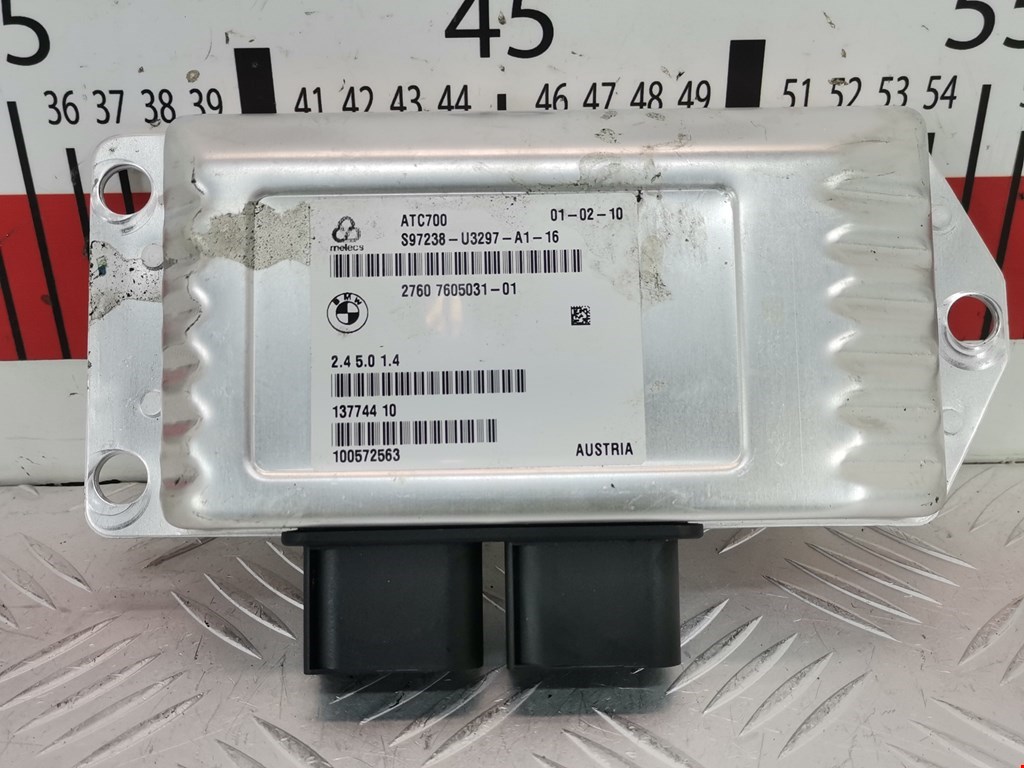 5 45 55
36 37 38 39 41 42 43 44 46 47 48 49 51 52 53 54
ATC700 01-02-10
S97238-U3297-A1-16
melecs
2760 7605031-01
BMW
2.4 5.0 1.4
137744 10
100572563 AUSTRIA